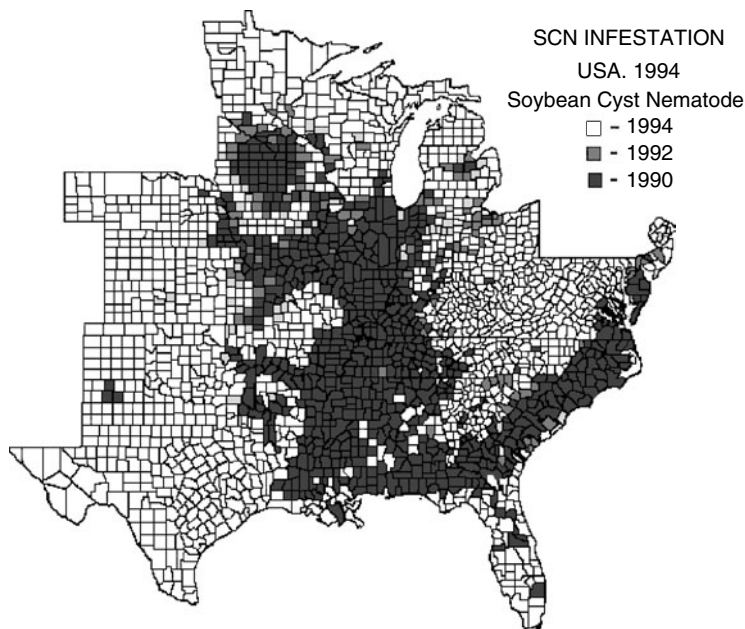 SCN INFESTATION
USA. 1994
Soybean Cyst Nematode
- 1994
- 1992
- 1990